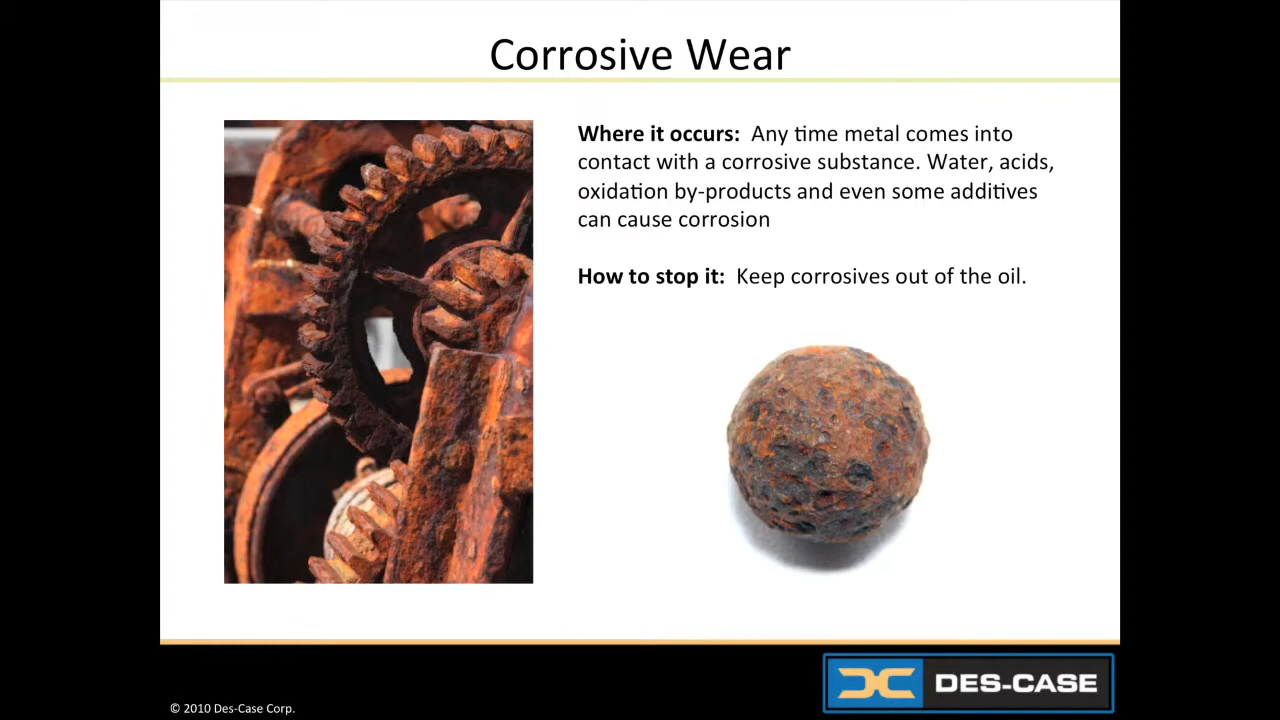 Corrosive Wear
Where it occurs: Any time metal comes into
contact with a corrosive substance. Water, acids,
oxidation by-products and even some additives
can cause corrosion
How to stop it: Keep corrosives out of the oil.
DES-CASE
© 2010 Des-Case Corp.